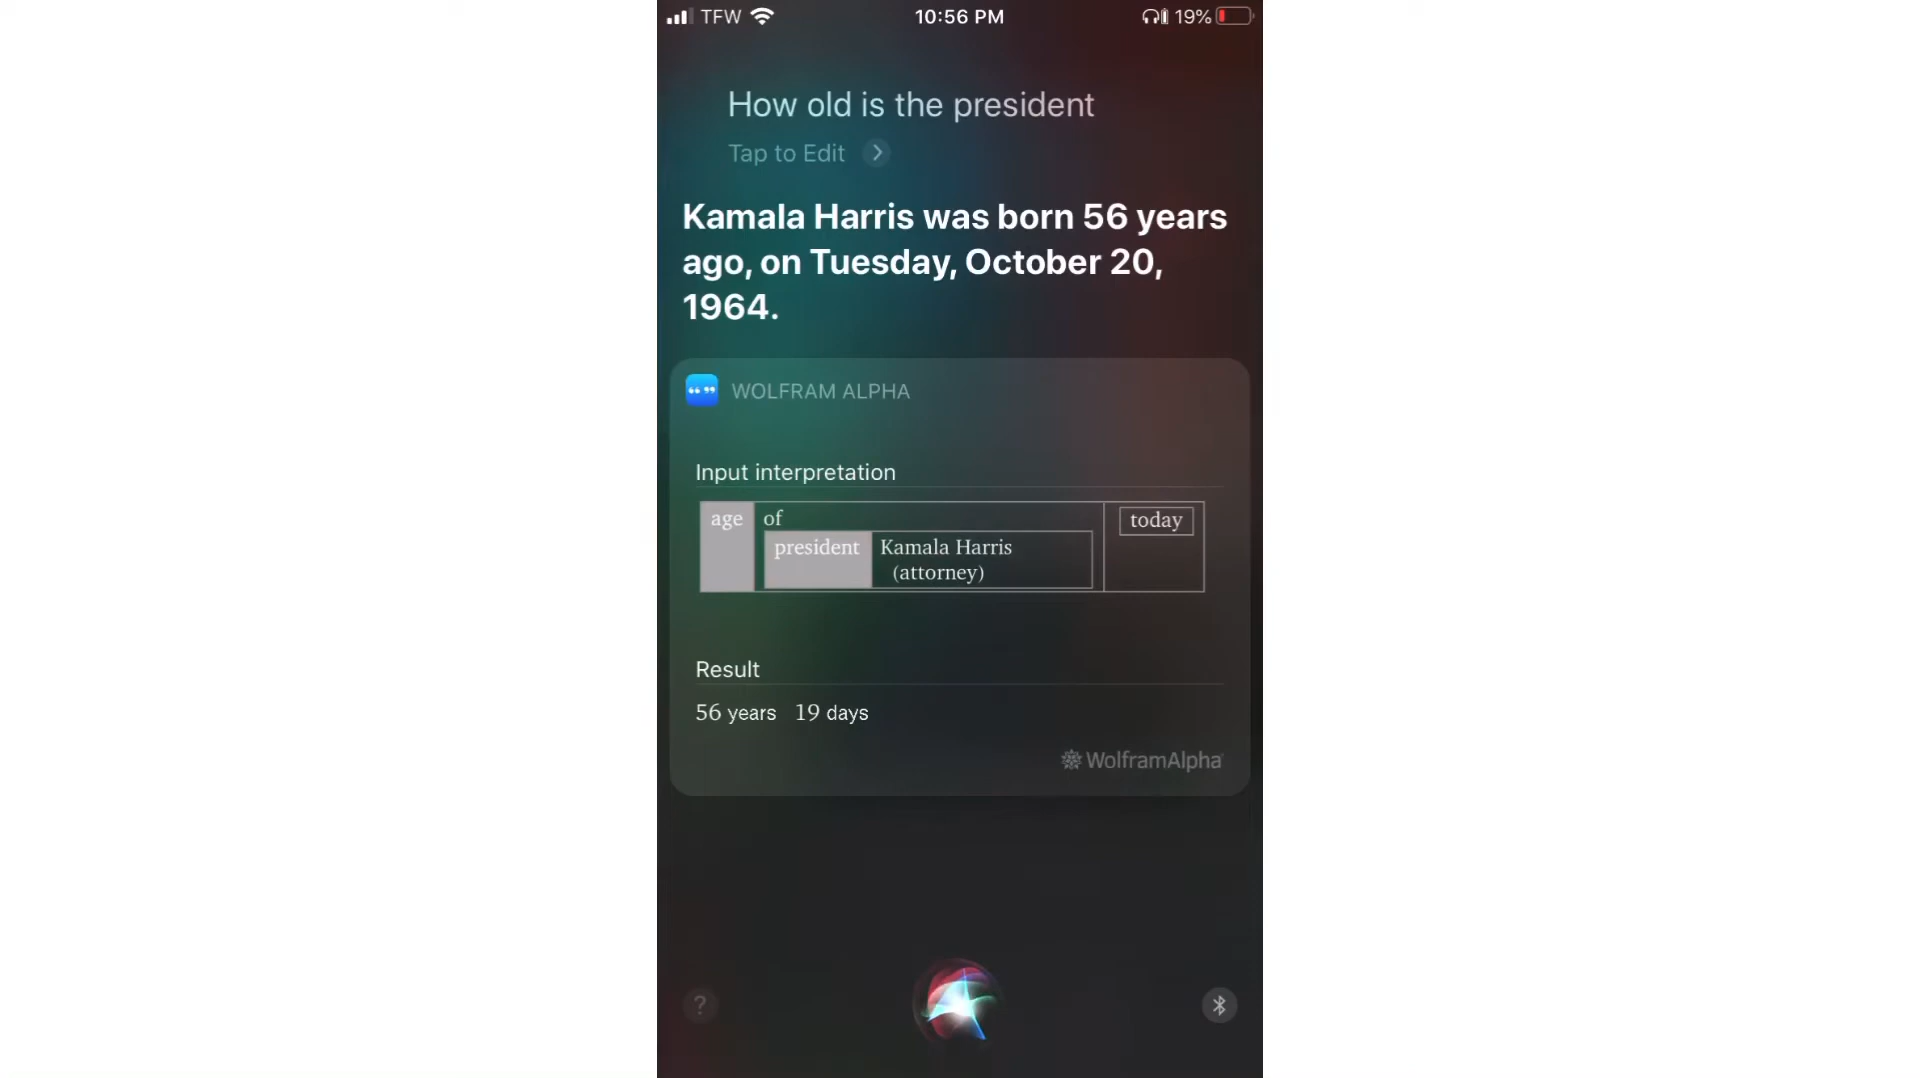 TFW 10:56 PM 19%
How old is the president
Tap to Edit
Kamala Harris was born 56 years
ago, on Tuesday, October 20,
1964.
WOLFRAM ALPHA
Input interpretation
age of today
president Kamala Harris
(attorney)
Result
56 years 19 days
WolframAlpha
?